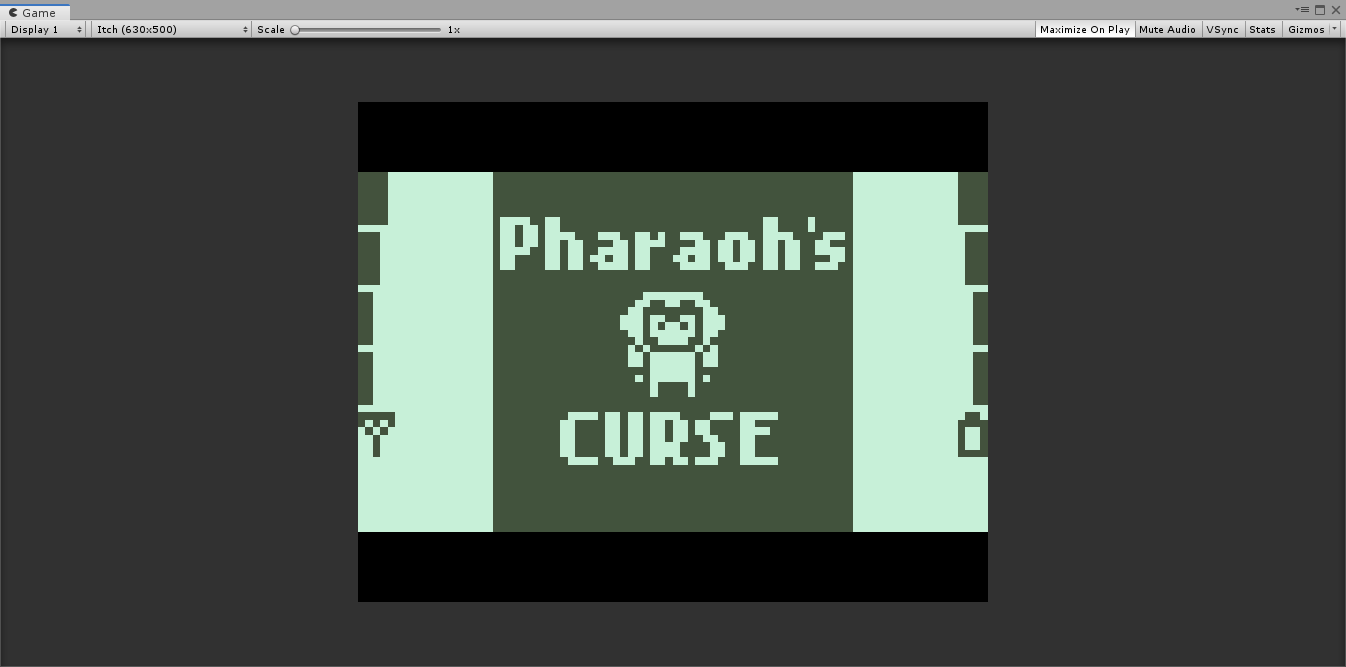 Game
Display 1 Itch (630x500) Scale 1x Maximize On Play Mute Audio VSync Stats Gizmos
Pharaoh's
CURSE